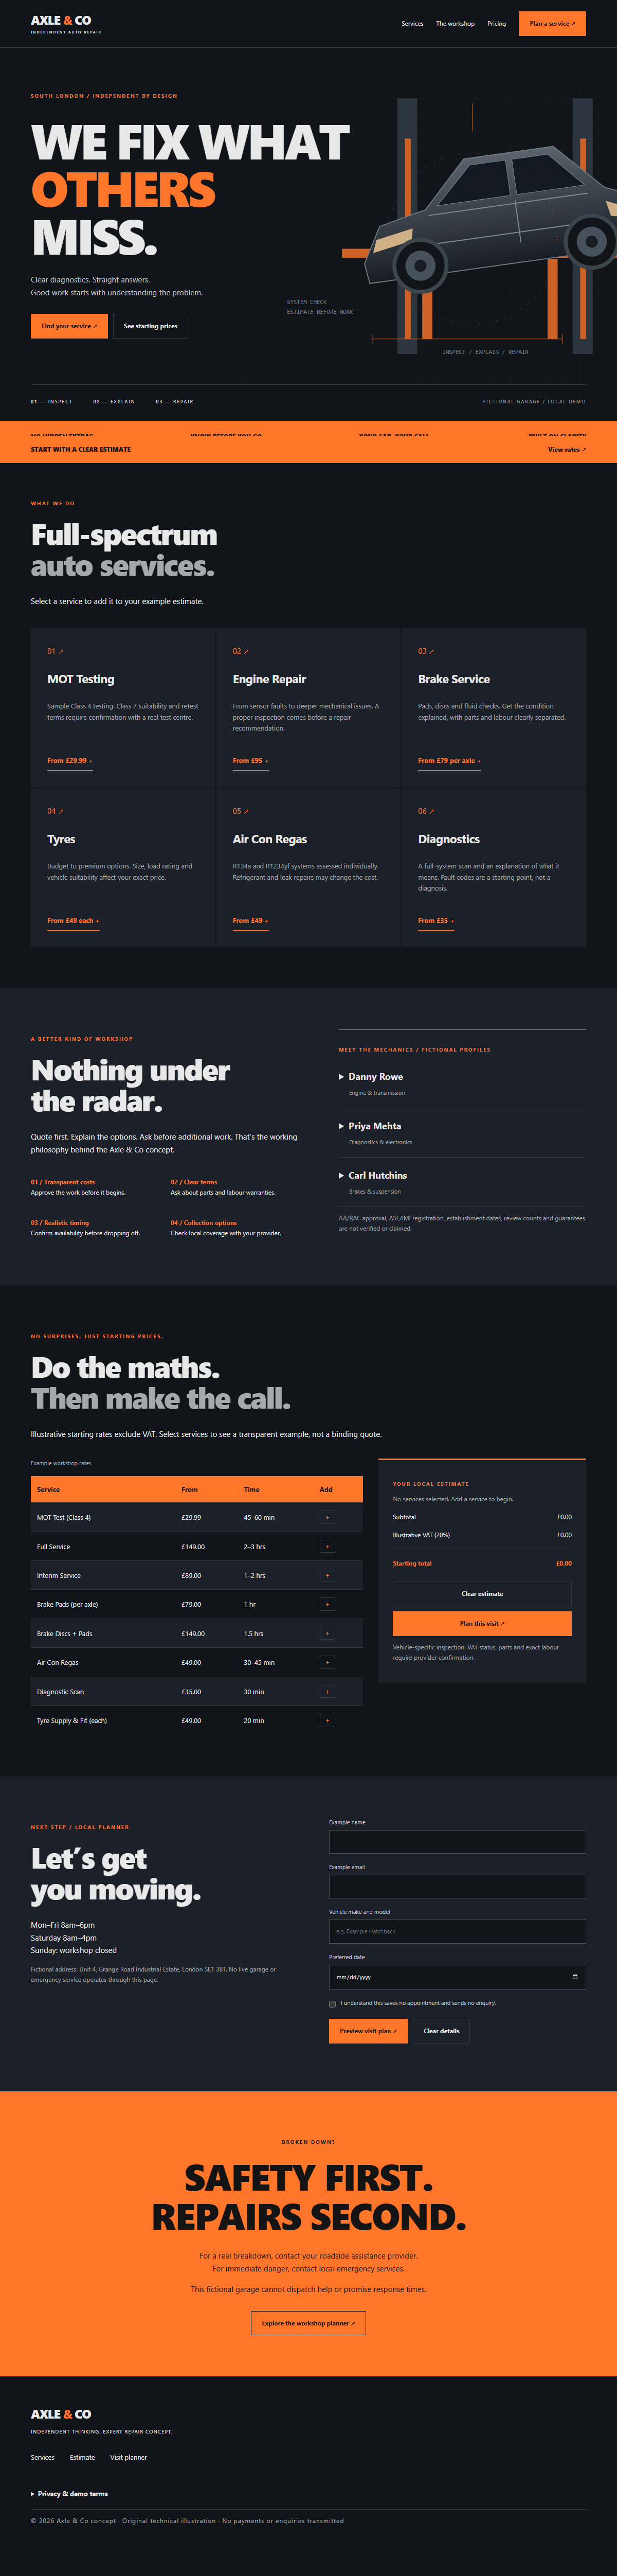 AXLE & CO
INDEPENDENT AUTO REPAIR
Services
The workshop
Pricing
Plan a service ↗
SOUTH LONDON / INDEPENDENT BY DESIGN
WE FIX WHAT
OTHERS
MISS.
Clear diagnostics. Straight answers.
Good work starts with understanding the problem.
Find your service ↗
See starting prices
SYSTEM CHECK
ESTIMATE BEFORE WORK
INSPECT / EXPLAIN / REPAIR
01 — INSPECT
02 — EXPLAIN
03 — REPAIR
FICTIONAL GARAGE / LOCAL DEMO
NO HIDDEN EXTRAS
KNOW BEFORE YOU GO
YOUR CAR, YOUR CALL
BUILT ON CLARITY
START WITH A CLEAR ESTIMATE
View rates ↗
WHAT WE DO
Full-spectrum
auto services.
Select a service to add it to your example estimate.
01 ↗
MOT Testing
Sample Class 4 testing. Class 7 suitability and retest
terms require confirmation with a real test centre.
From £29.99 +
02 ↗
Engine Repair
From sensor faults to deeper mechanical issues. A
proper inspection comes before a repair
recommendation.
From £95 +
03 ↗
Brake Service
Pads, discs and fluid checks. Get the condition
explained, with parts and labour clearly separated.
From £79 per axle +
04 ↗
Tyres
Budget to premium options. Size, load rating and
vehicle suitability affect your exact price.
From £49 each +
05 ↗
Air Con Regas
R134a and R1234yf systems assessed individually.
Refrigerant and leak repairs may change the cost.
From £49 +
06 ↗
Diagnostics
A full-system scan and an explanation of what it
means. Fault codes are a starting point, not a
diagnosis.
From £35 +
A BETTER KIND OF WORKSHOP
Nothing under
the radar.
Quote first. Explain the options. Ask before additional work. That's the working
philosophy behind the Axle & Co concept.
01 / Transparent costs
Approve the work before it begins.
02 / Clear terms
Ask about parts and labour warranties.
03 / Realistic timing
Confirm availability before dropping off.
04 / Collection options
Check local coverage with your provider.
MEET THE MECHANICS / FICTIONAL PROFILES
Danny Rowe
Engine & transmission
Priya Mehta
Diagnostics & electronics
Carl Hutchins
Brakes & suspension
AA/RAC approval, ASE/IMI registration, establishment dates, review counts and guarantees
are not verified or claimed.
NO SURPRISES. JUST STARTING PRICES.
Do the maths.
Then make the call.
Illustrative starting rates exclude VAT. Select services to see a transparent example, not a binding quote.
Example workshop rates
Service From Time Add
MOT Test (Class 4) £29.99 45–60 min +
Full Service £149.00 2–3 hrs +
Interim Service £89.00 1–2 hrs +
Brake Pads (per axle) £79.00 1 hr +
Brake Discs + Pads £149.00 1.5 hrs +
Air Con Regas £49.00 30–45 min +
Diagnostic Scan £35.00 30 min +
Tyre Supply & Fit (each) £49.00 20 min +
YOUR LOCAL ESTIMATE
No services selected. Add a service to begin.
Subtotal £0.00
Illustrative VAT (20%) £0.00
Starting total £0.00
Clear estimate
Plan this visit ↗
Vehicle-specific inspection, VAT status, parts and exact labour
require provider confirmation.
NEXT STEP / LOCAL PLANNER
Let's get
you moving.
Mon–Fri 8am–6pm
Saturday 8am–4pm
Sunday: workshop closed
Fictional address: Unit 4, Grange Road Industrial Estate, London SE1 3BT. No live garage or
emergency service operates through this page.
Example name
Example email
Vehicle make and model
e.g. Example Hatchback
Preferred date
mm/dd/yyyy
I understand this saves no appointment and sends no enquiry.
Preview visit plan ↗
Clear details
BROKEN DOWN?
SAFETY FIRST.
REPAIRS SECOND.
For a real breakdown, contact your roadside assistance provider.
For immediate danger, contact local emergency services.
This fictional garage cannot dispatch help or promise response times.
Explore the workshop planner ↗
AXLE & CO
INDEPENDENT THINKING. EXPERT REPAIR CONCEPT.
Services
Estimate
Visit planner
Privacy & demo terms
© 2026 Axle & Co concept · Original technical illustration · No payments or enquiries transmitted